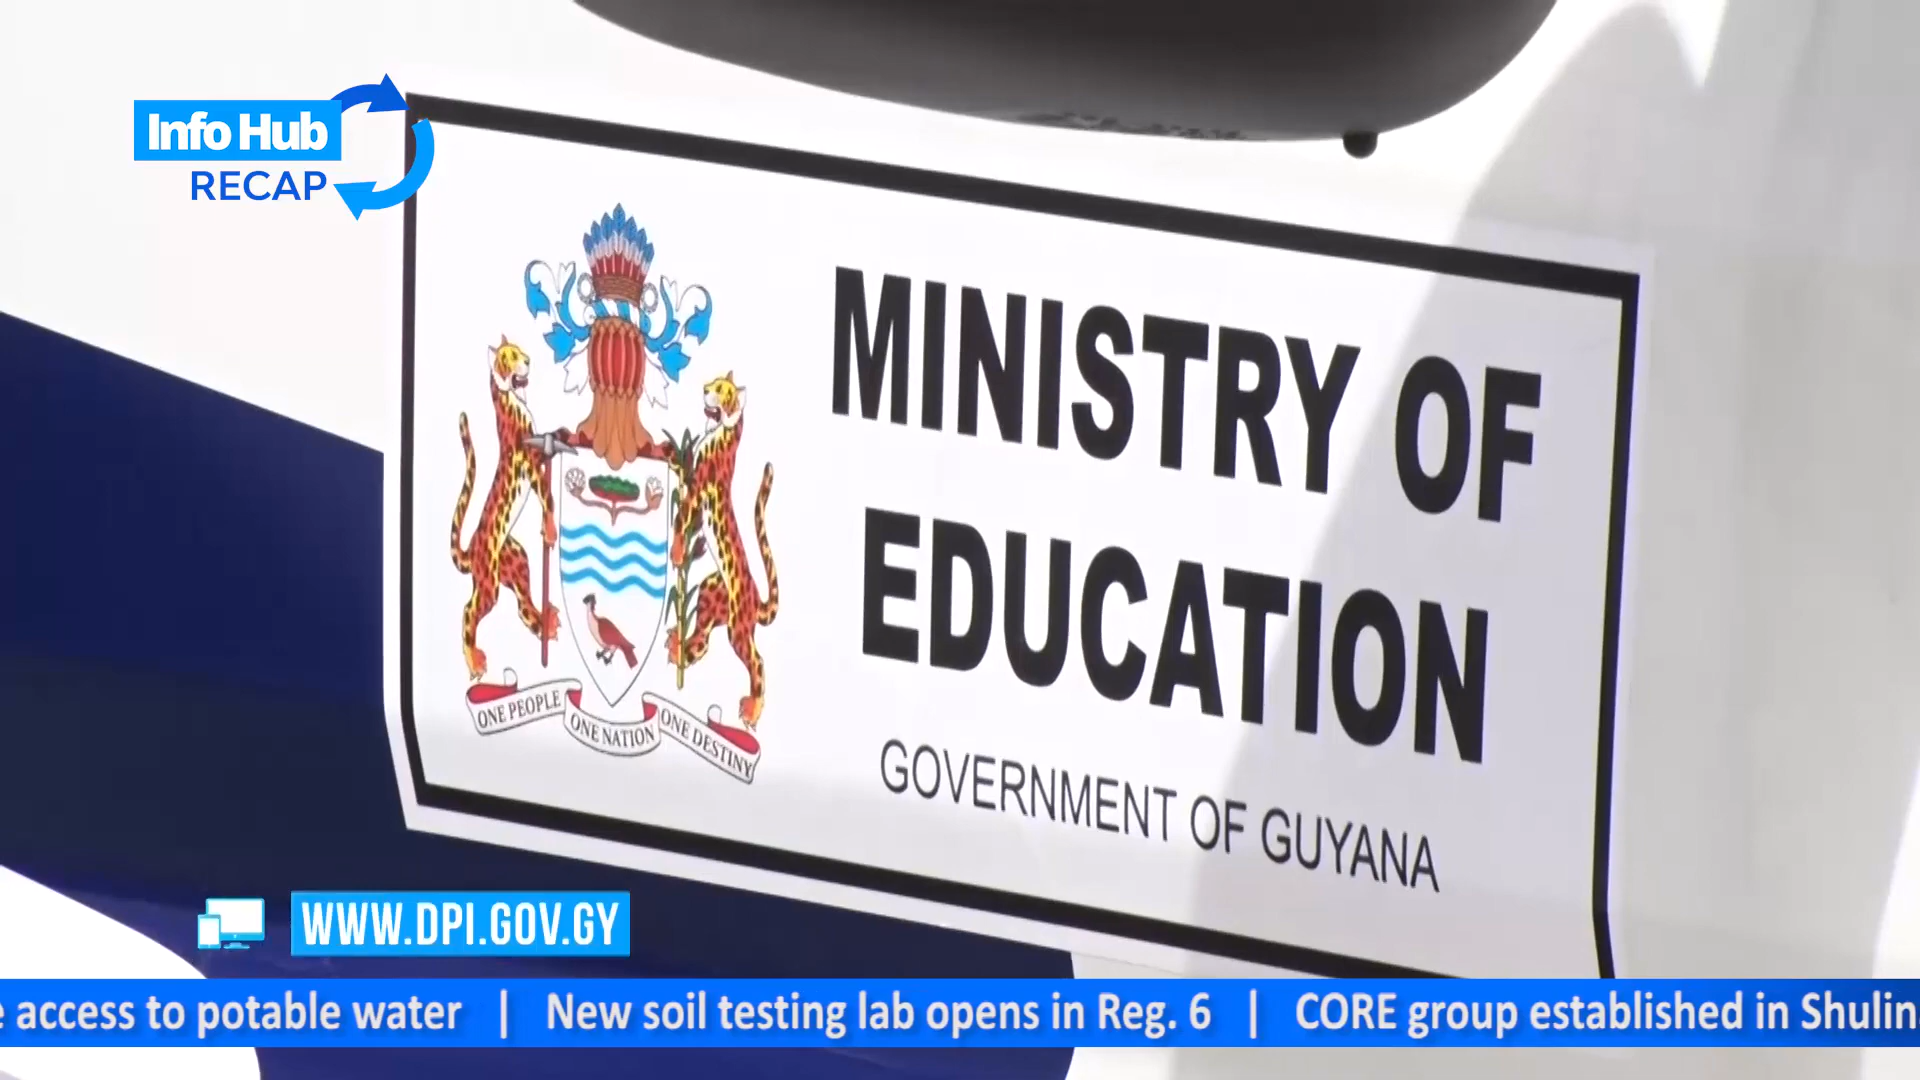 Info Hub
RECAP
MINISTRY OF
EDUCATION
GOVERNMENT OF GUYANA
ONE PEOPLE ONE NATION ONE DESTINY
WWW.DPI.GOV.GY
access to potable water | New soil testing lab opens in Reg. 6 | CORE group established in